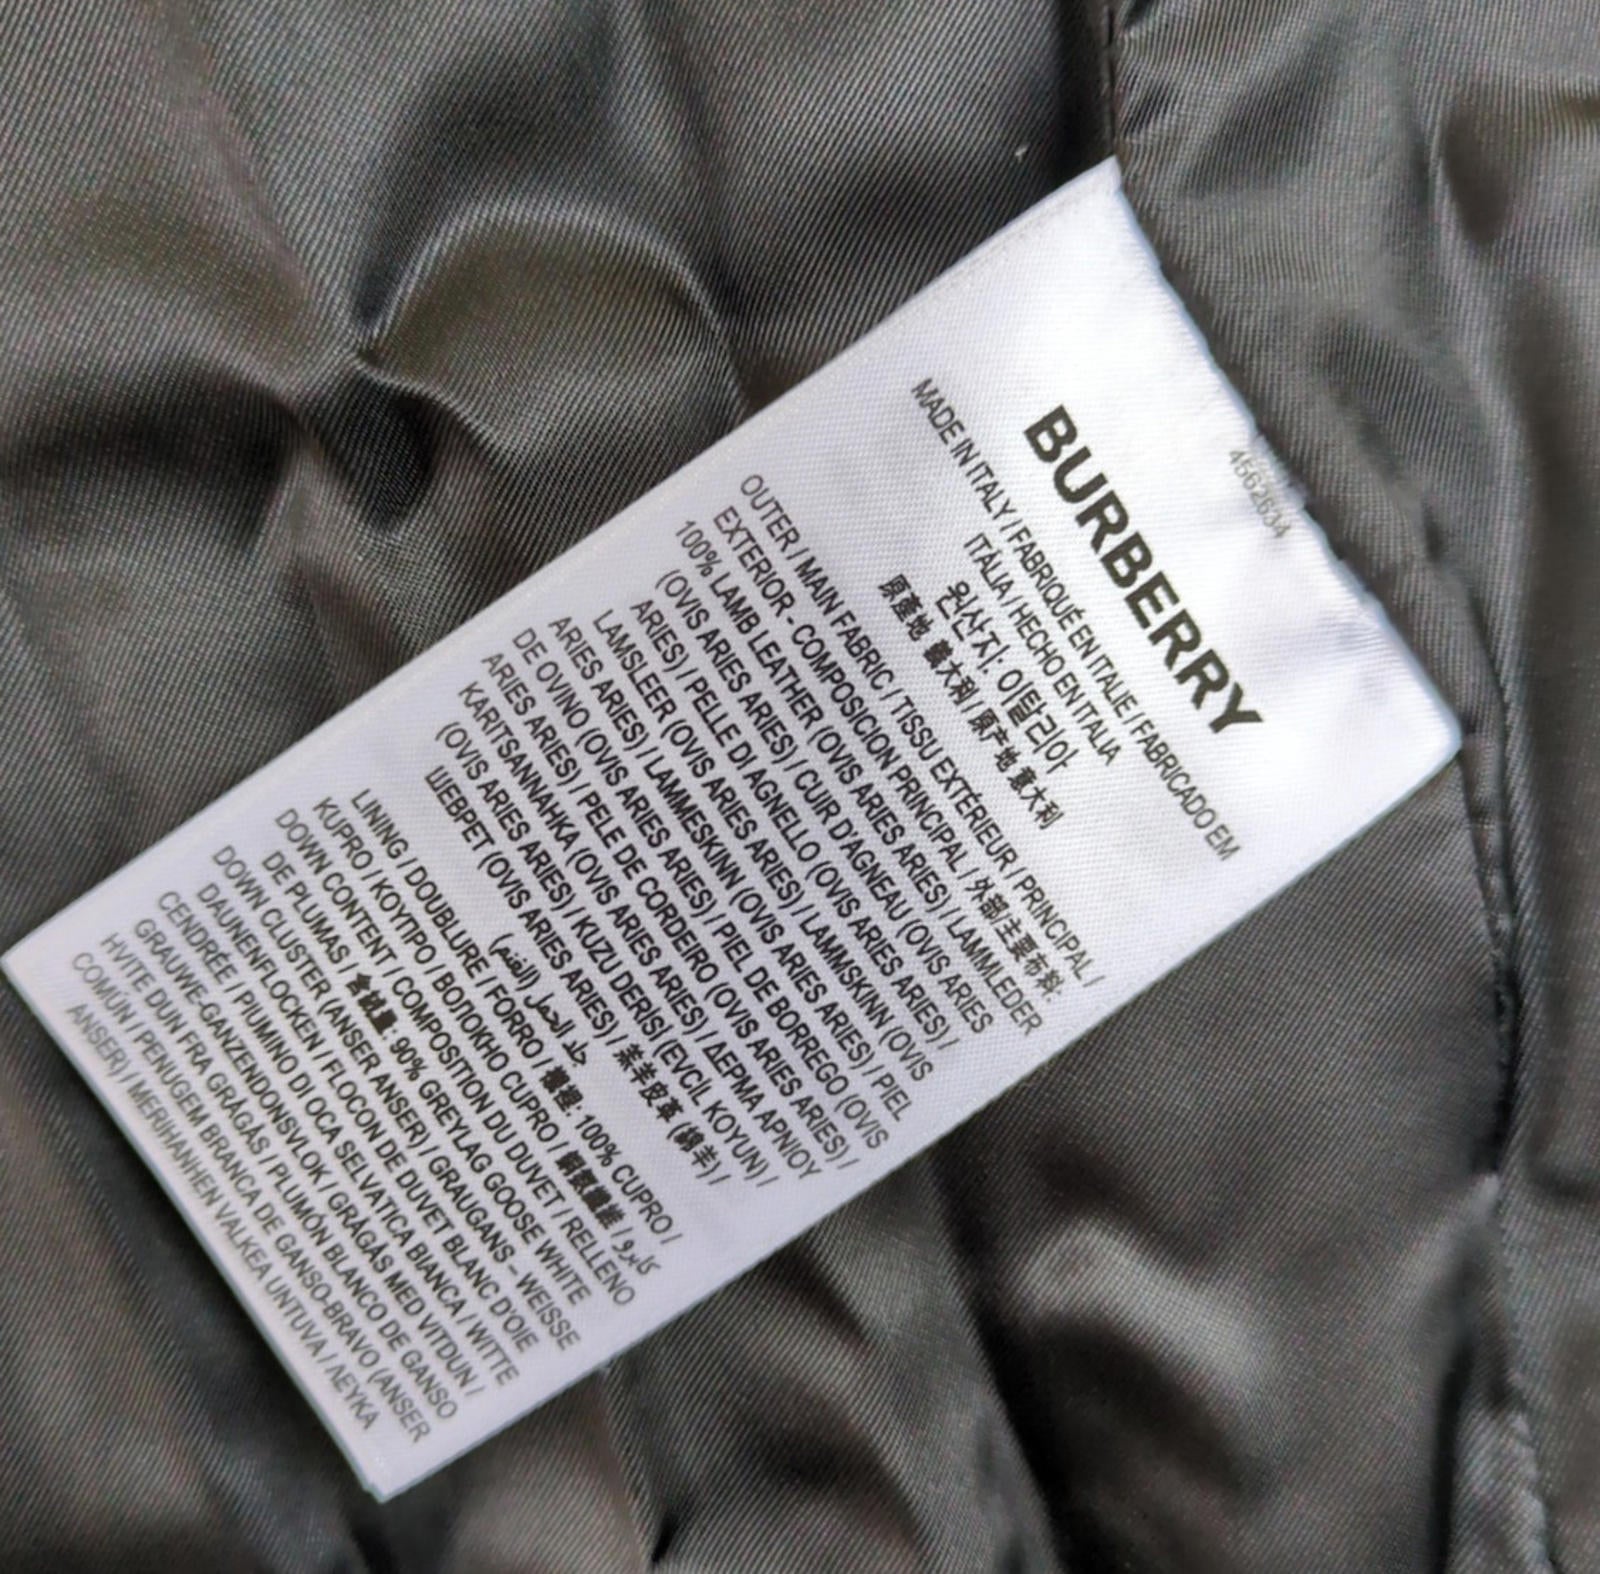 4562634
BURBERRY
MADE IN ITALY / FABRIQUÉ EN ITALIE / FABRICADO EM
ITÁLIA / HECHO EN ITALIA
원산지: 이탈리아
原產地 義大利 / 原产地 意大利
OUTER / MAIN FABRIC / TISSU EXTÉRIEUR / PRINCIPAL /
EXTERIOR - COMPOSICION PRINCIPAL / 外部/主要布料:
100% LAMB LEATHER (OVIS ARIES ARIES) / LAMMLEDER
(OVIS ARIES ARIES) / CUIR D'AGNEAU (OVIS ARIES
ARIES) / PELLE DI AGNELLO (OVIS ARIES ARIES) /
LAMSLEER (OVIS ARIES ARIES) / LAMMSKINN (OVIS
ARIES ARIES) / LAMMESKINN (OVIS ARIES ARIES) / PIEL
DE OVINO (OVIS ARIES ARIES) / PIEL DE BORREGO (OVIS
ARIES ARIES) / PELE DE CORDEIRO (OVIS ARIES ARIES) /
KARITSANNAHKA (OVIS ARIES ARIES) / ΔΕΡΜΑ ΑΡΝΙΟΥ
(OVIS ARIES ARIES) / KUZU DERİSİ (EVCİL KOYUN) /
ШЕВРЕТ (OVIS ARIES ARIES) / 羔羊皮革 (綿羊) /
جلد الحمل (الغنم)
LINING / DOUBLURE / FORRO / 襯裡: 100% CUPRO /
KUPRO / ΚΟΥΠΡΟ / ВОЛОКНО CUPRO / 銅氨纖維 / كابرو
DOWN CONTENT / COMPOSITION DU DUVET / RELLENO
DE PLUMAS / 含絨量: 90% GREYLAG GOOSE WHITE
DOWN CLUSTER (ANSER ANSER) / GRAUGANS – WEISSE
DAUNENFLOCKEN / FLOCON DE DUVET BLANC D'OIE
CENDRÉE / PIUMINO DI OCA SELVATICA BIANCA / WITTE
GRAUWE-GANZENDONSVLOK / GRÅGÅS MED VITDUN /
HVITE DUN FRA GRÅGÅS / PLUMÓN BLANCO DE GANSO
COMÚN / PENUGEM BRANCA DE GANSO-BRAVO (ANSER
ANSER) / MERIHANHEN VALKEA UNTUVA / ΛΕΥΚΑ